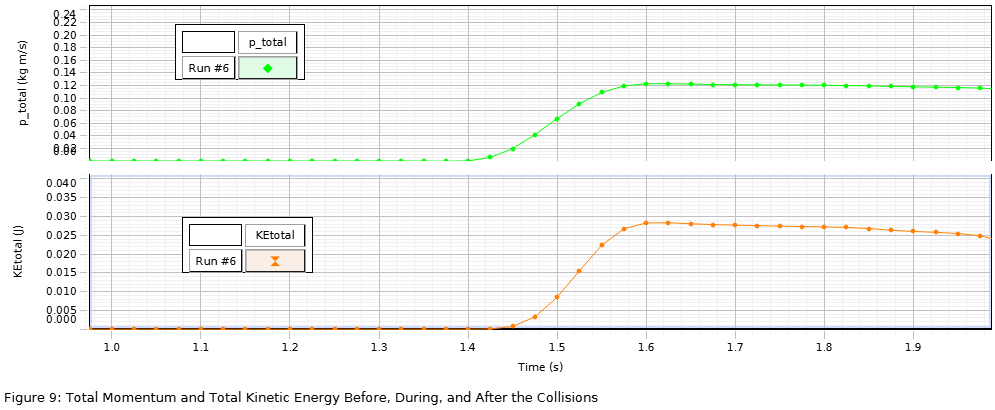 p_total (kg m/s)
0.24
0.22
0.20
0.18
0.16
0.14
0.12
0.10
0.08
0.06
0.04
0.02
0.00
p_total
Run #6
KEtotal (J)
0.040
0.035
0.030
0.025
0.020
0.015
0.010
0.005
0.000
KEtotal
Run #6
1.0 1.1 1.2 1.3 1.4 1.5 1.6 1.7 1.8 1.9
Time (s)
Figure 9: Total Momentum and Total Kinetic Energy Before, During, and After the Collisions